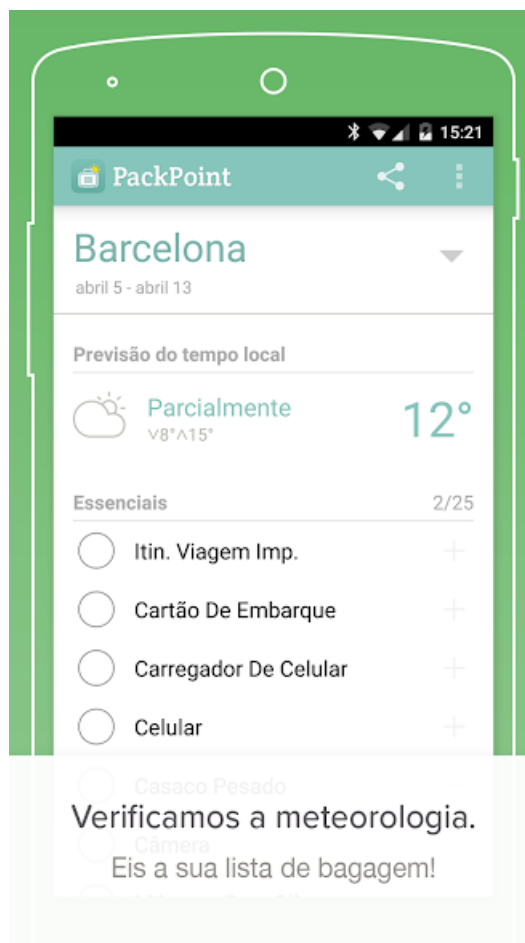 15:21
PackPoint
Barcelona
abril 5 - abril 13
Previsão do tempo local
Parcialmente
12°
∨8°∧15°
Essenciais 2/25
Itin. Viagem Imp.
Cartão De Embarque
Carregador De Celular
Celular
Casaco Pesado
Verificamos a meteorologia.
Câmera
Eis a sua lista de bagagem!